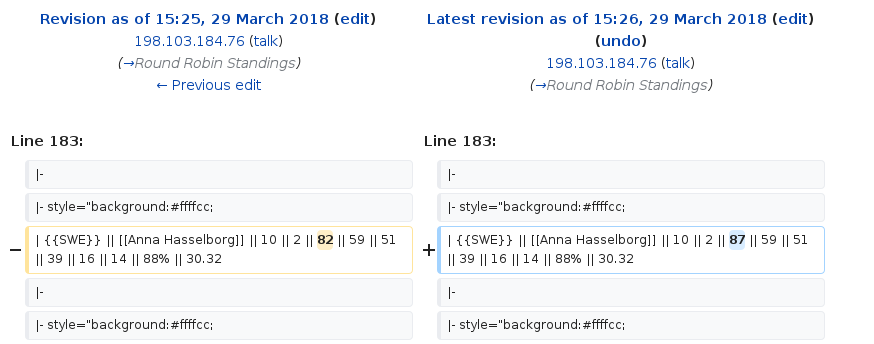 Revision as of 15:25, 29 March 2018 (edit)
198.103.184.76 (talk)
(→Round Robin Standings)
← Previous edit
Latest revision as of 15:26, 29 March 2018 (edit)
(undo)
198.103.184.76 (talk)
(→Round Robin Standings)
Line 183:
Line 183:
|-
|-
|- style="background:#ffffcc;
|- style="background:#ffffcc;
− | {{SWE}} || [[Anna Hasselborg]] || 10 || 2 || 82 || 59 || 51
|| 39 || 16 || 14 || 88% || 30.32
+ | {{SWE}} || [[Anna Hasselborg]] || 10 || 2 || 87 || 59 || 51
|| 39 || 16 || 14 || 88% || 30.32
|-
|-
|- style="background:#ffffcc;
|- style="background:#ffffcc;